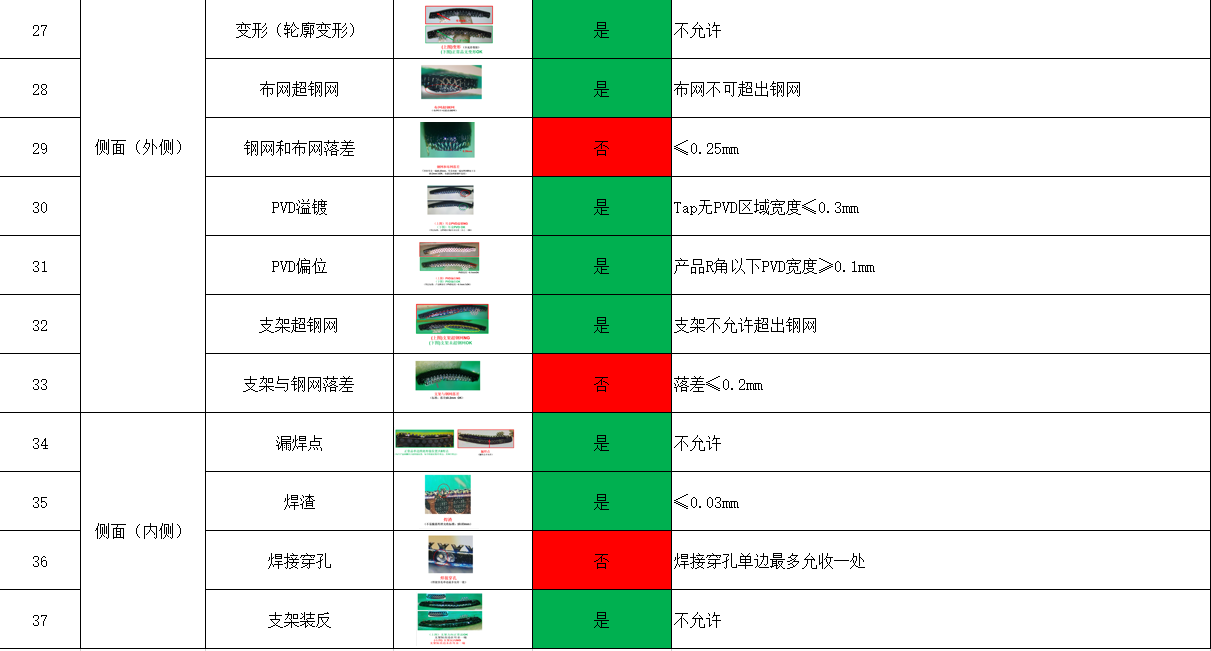 27 变形（轮廓变形） 是 不允许
28 布网超钢网 是 布网不可超出钢网
侧面（外侧）
29 钢网和布网落差 否 ≤0.25mm
30 PVD溢镀 是 Tap无PVD区域宽度≤0.3mm
31 PVD偏位 是 产品R角以下PVD宽度≥0.1mm
32 支架超钢网 是 支架不允许超出钢网
33 支架与钢网落差 否 落差≤0.2mm
34 漏焊点 是 不允许
35 焊渣 是 ≤0.03mm
侧面（内侧）
36 焊接穿孔 否 焊接穿孔单边最多允收一处
37 支架装反 是 不允许